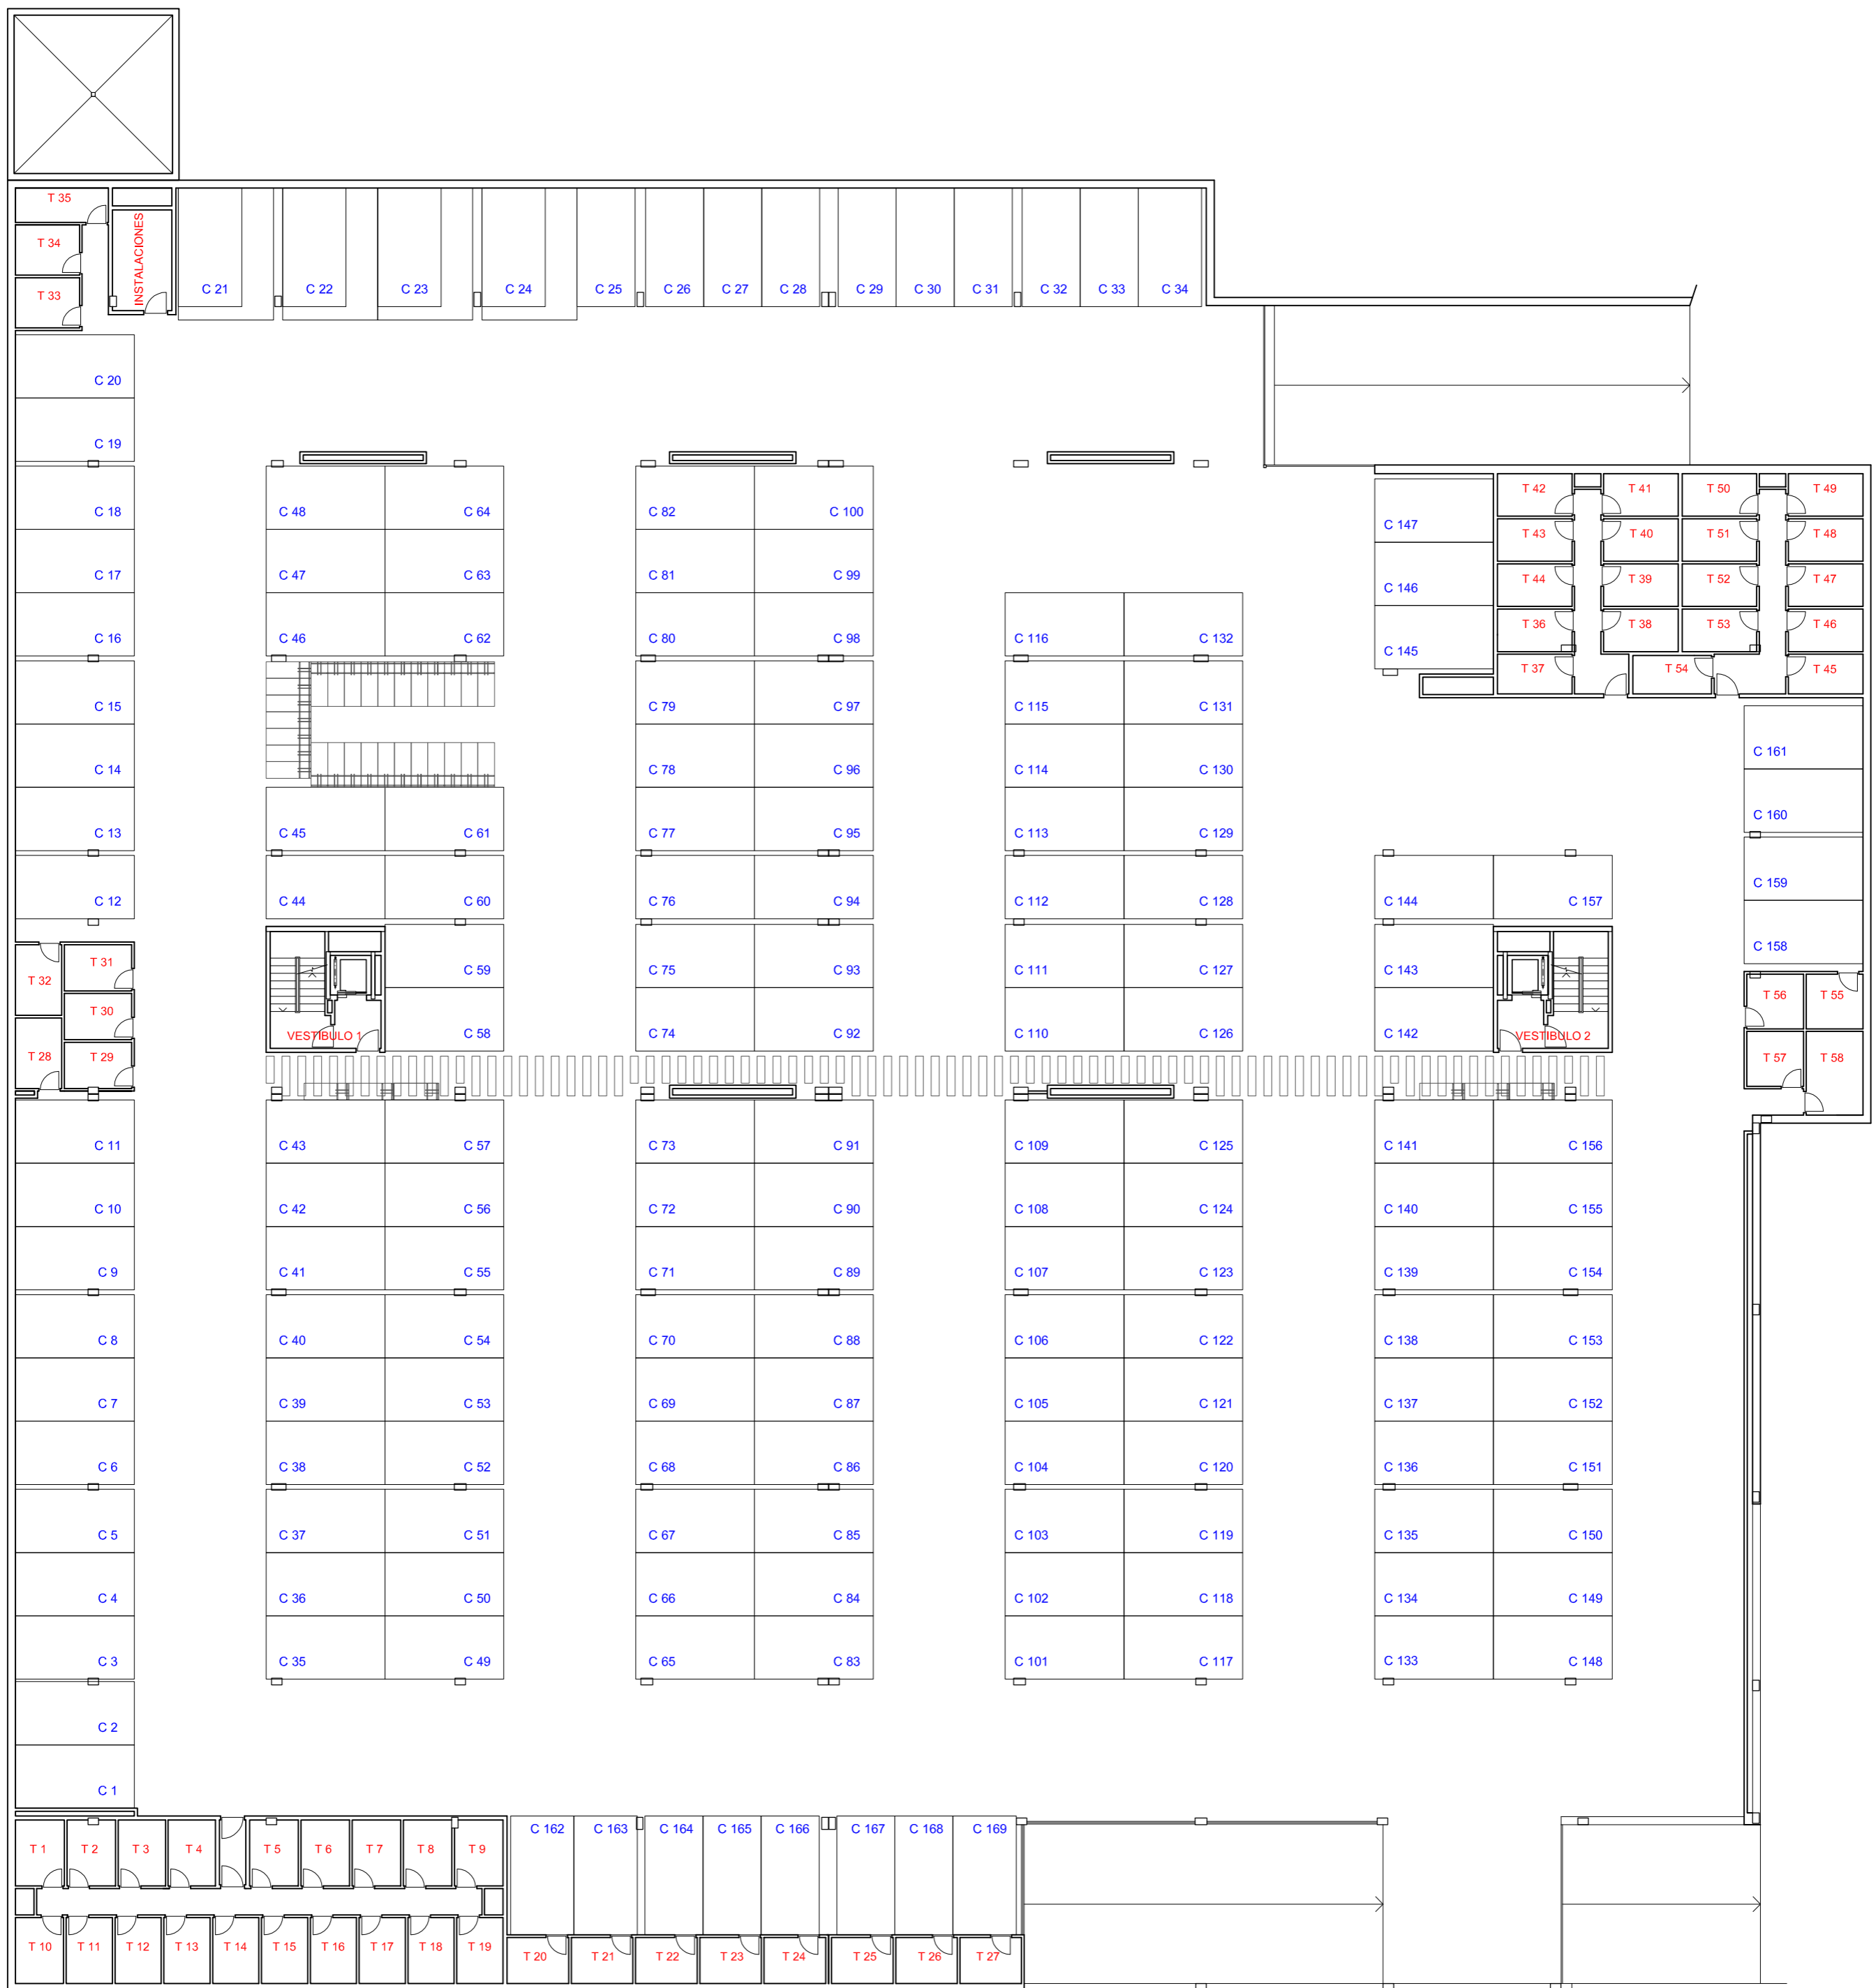 T 35
T 34
T 33
INSTALACIONES
C 21 C 22 C 23 C 24 C 25 C 26 C 27 C 28 C 29 C 30 C 31 C 32 C 33 C 34
C 20
C 19
C 18 C 48 C 64 C 82 C 100
C 17 C 47 C 63 C 81 C 99
C 16 C 46 C 62 C 80 C 98 C 116 C 132
C 147
C 146
C 145
T 42 T 41 T 50 T 49
T 43 T 40 T 51 T 48
T 44 T 39 T 52 T 47
T 36 T 38 T 53 T 46
T 37 T 54 T 45
C 15 C 79 C 97 C 115 C 131
C 14 C 78 C 96 C 114 C 130
C 13 C 45 C 61 C 77 C 95 C 113 C 129
C 12 C 44 C 60 C 76 C 94 C 112 C 128 C 144 C 157
C 161
C 160
C 159
C 158
T 31
T 32
T 30
T 28 T 29
C 59 C 75 C 93 C 111 C 127 C 143
C 58 C 74 C 92 C 110 C 126 C 142
VESTIBULO 1
VESTIBULO 2
T 56 T 55
T 57 T 58
C 11 C 43 C 57 C 73 C 91 C 109 C 125 C 141 C 156
C 10 C 42 C 56 C 72 C 90 C 108 C 124 C 140 C 155
C 9 C 41 C 55 C 71 C 89 C 107 C 123 C 139 C 154
C 8 C 40 C 54 C 70 C 88 C 106 C 122 C 138 C 153
C 7 C 39 C 53 C 69 C 87 C 105 C 121 C 137 C 152
C 6 C 38 C 52 C 68 C 86 C 104 C 120 C 136 C 151
C 5 C 37 C 51 C 67 C 85 C 103 C 119 C 135 C 150
C 4 C 36 C 50 C 66 C 84 C 102 C 118 C 134 C 149
C 3 C 35 C 49 C 65 C 83 C 101 C 117 C 133 C 148
C 2
C 1
C 162 C 163 C 164 C 165 C 166 C 167 C 168 C 169
T 1 T 2 T 3 T 4 T 5 T 6 T 7 T 8 T 9
T 10 T 11 T 12 T 13 T 14 T 15 T 16 T 17 T 18 T 19
T 20 T 21 T 22 T 23 T 24 T 25 T 26 T 27